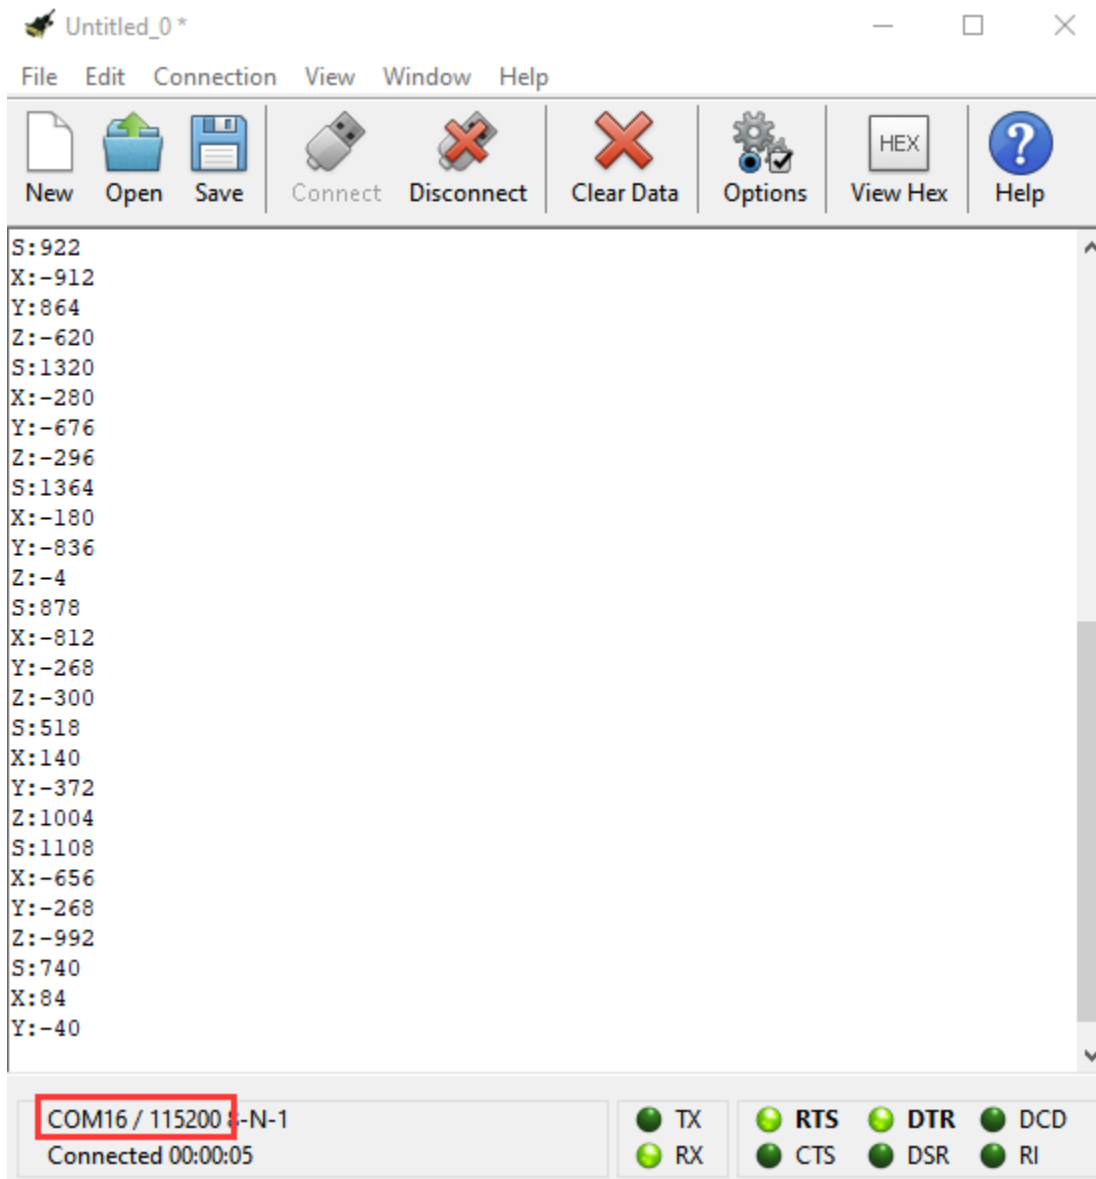 Untitled_0 *
File Edit Connection View Window Help
HEX
New Open Save Connect Disconnect Clear Data Options View Hex Help
S:922
X:-912
Y:864
Z:-620
S:1320
X:-280
Y:-676
Z:-296
S:1364
X:-180
Y:-836
Z:-4
S:878
X:-812
Y:-268
Z:-300
S:518
X:140
Y:-372
Z:1004
S:1108
X:-656
Y:-268
Z:-992
S:740
X:84
Y:-40
COM16 / 115200 8-N-1 TX RTS DTR DCD
Connected 00:00:05 RX CTS DSR RI